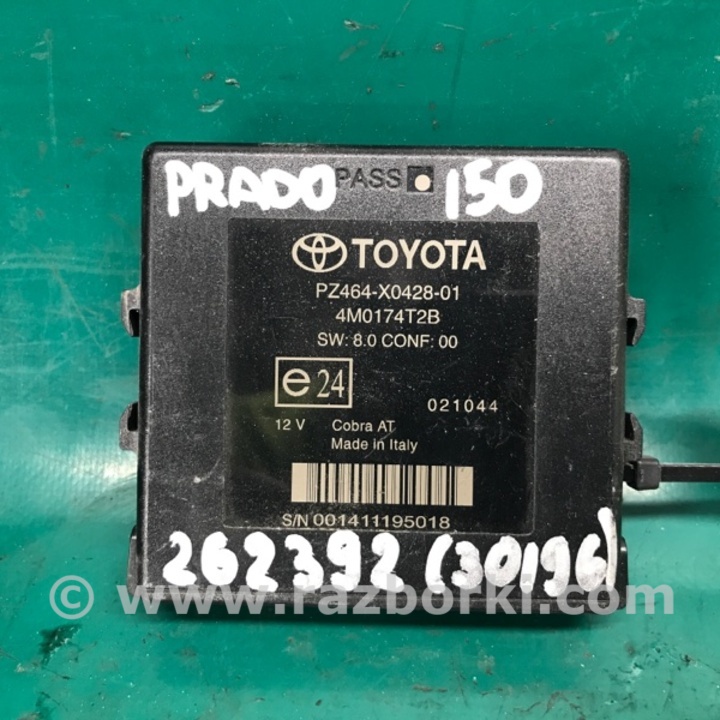 PRADO PASS 150
TOYOTA
PZ464-X0428-01
4M0174T2B
SW: 8.0 CONF: 00
e24
021044
12 V Cobra AT
Made in Italy
S/N 001411195018
262392 (30196)
© www.razborki.com